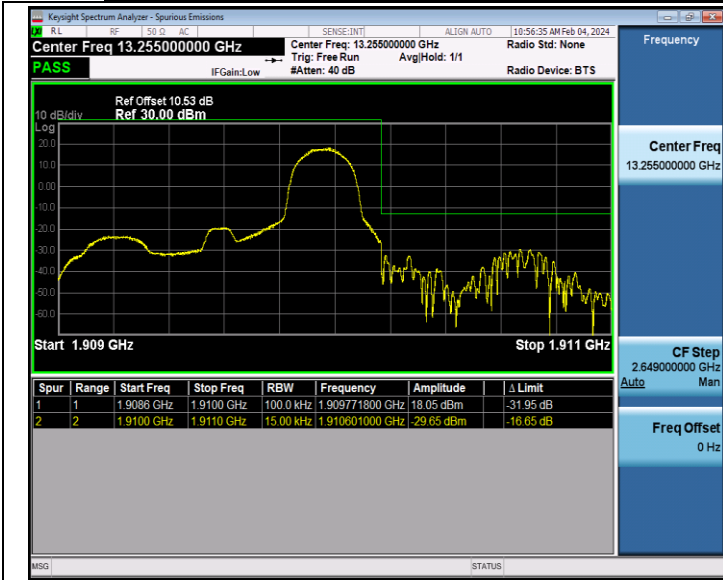 Keysight Spectrum Analyzer - Spurious Emissions
RL RF 50 Ω AC SENSE:INT ALIGN AUTO 10:56:35 AM Feb 04, 2024
Center Freq 13.255000000 GHz
PASS
IFGain:Low
Center Freq: 13.255000000 GHz
Trig: Free Run Avg|Hold: 1/1
#Atten: 40 dB
Radio Std: None
Radio Device: BTS
Ref Offset 10.53 dB
10 dB/div Ref 30.00 dBm
Log
20.0
10.0
0.00
-10.0
-20.0
-30.0
-40.0
-50.0
-60.0
Start 1.909 GHz Stop 1.911 GHz
Spur Range Start Freq Stop Freq RBW Frequency Amplitude Δ Limit
1 1 1.9086 GHz 1.9100 GHz 100.0 kHz 1.909771800 GHz 18.05 dBm -31.95 dB
2 2 1.9100 GHz 1.9110 GHz 15.00 kHz 1.910601000 GHz -29.65 dBm -16.65 dB
Frequency
Center Freq
13.255000000 GHz
CF Step
2.649000000 GHz
Auto Man
Freq Offset
0 Hz
MSG STATUS